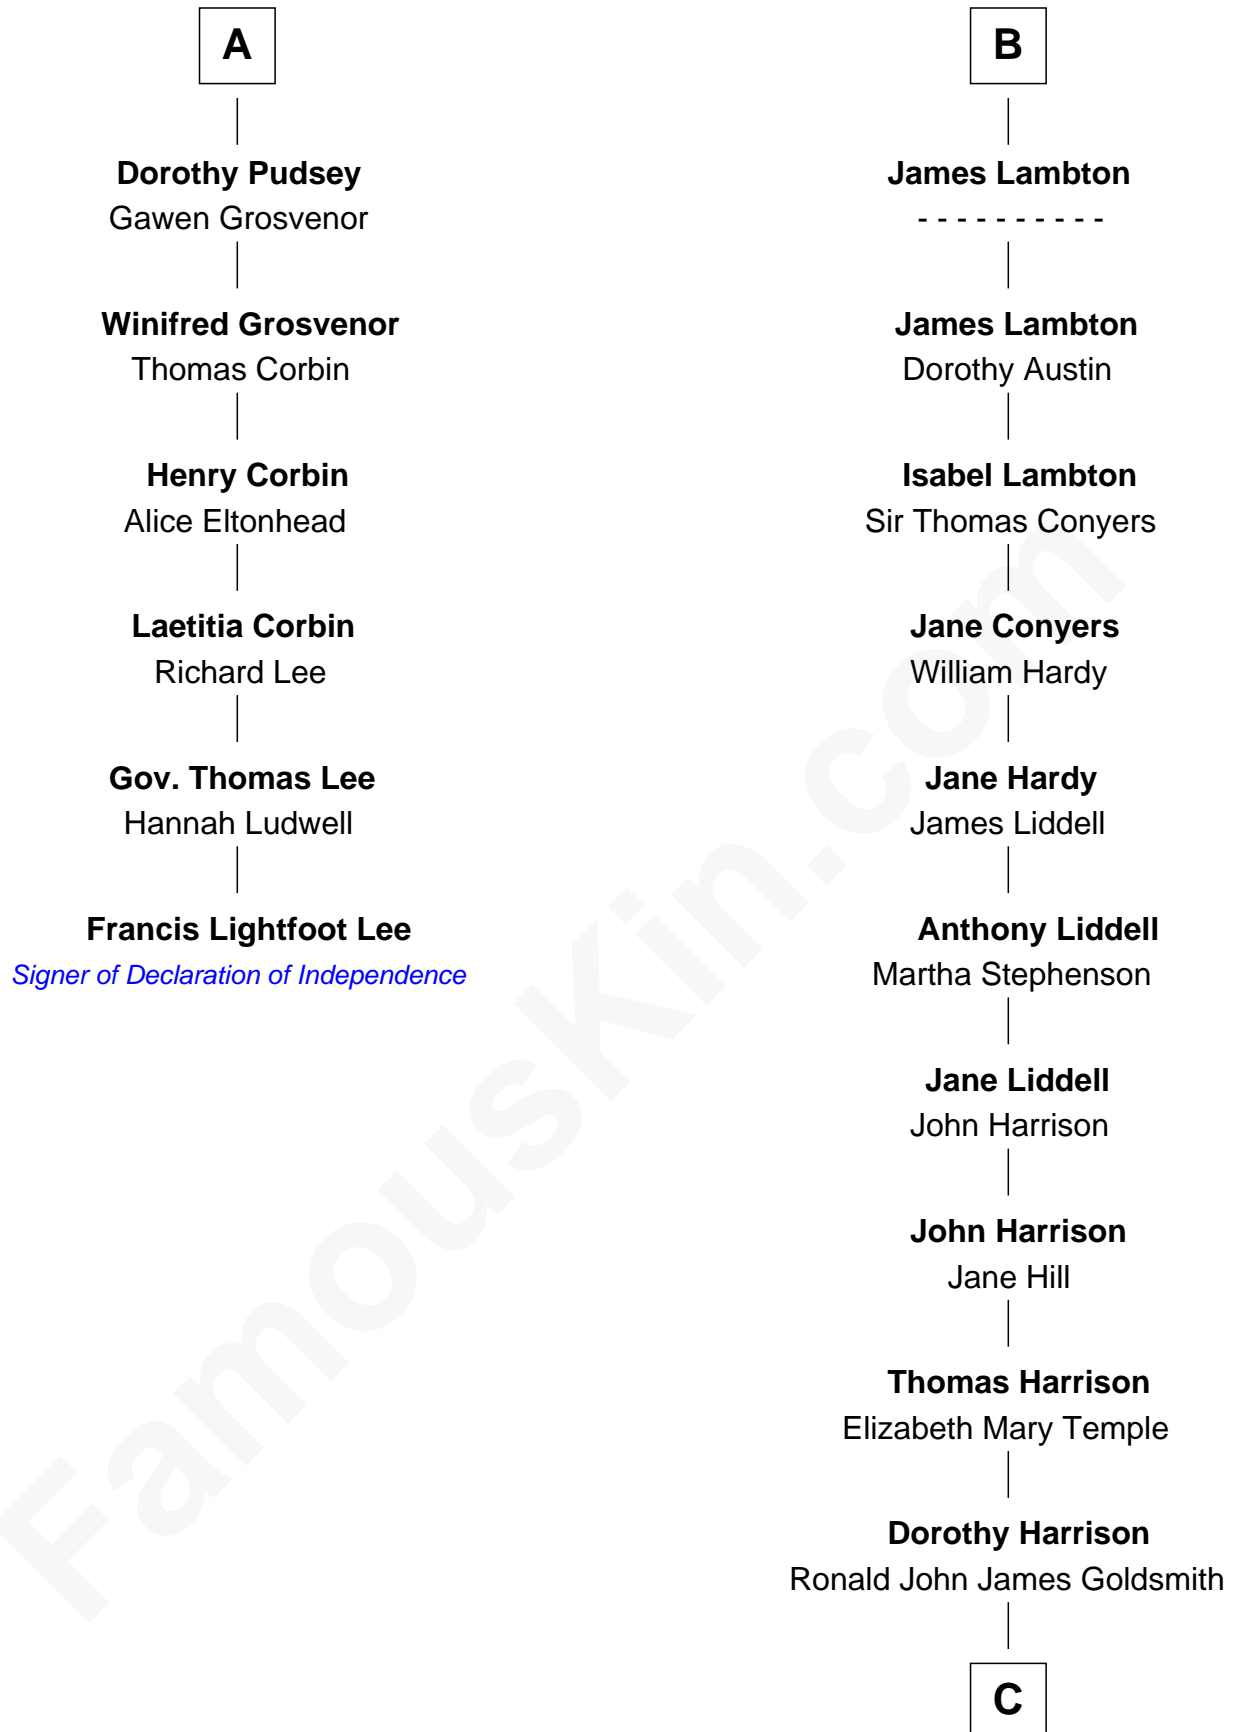 A
Dorothy Pudsey
Gawen Grosvenor
Winifred Grosvenor
Thomas Corbin
Henry Corbin
Alice Eltonhead
Laetitia Corbin
Richard Lee
Gov. Thomas Lee
Hannah Ludwell
Francis Lightfoot Lee
Signer of Declaration of Independence
B
James Lambton
- - - - - - - - - -
James Lambton
Dorothy Austin
Isabel Lambton
Sir Thomas Conyers
Jane Conyers
William Hardy
Jane Hardy
James Liddell
Anthony Liddell
Martha Stephenson
Jane Liddell
John Harrison
John Harrison
Jane Hill
Thomas Harrison
Elizabeth Mary Temple
Dorothy Harrison
Ronald John James Goldsmith
C
FamousKin.com